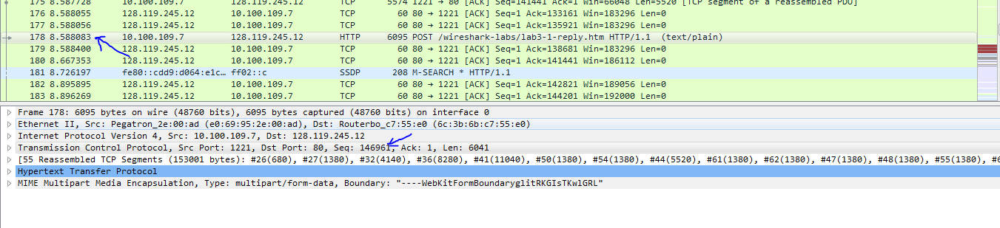 175 8.587728 10.100.109.7 128.119.245.12 TCP 5574 1221 → 80 [ACK] Seq=141441 Ack=1 Win=66048 Len=5520 [TCP segment of a reassembled PDU]
176 8.588055 128.119.245.12 10.100.109.7 TCP 60 80 → 1221 [ACK] Seq=1 Ack=133161 Win=183296 Len=0
177 8.588056 128.119.245.12 10.100.109.7 TCP 60 80 → 1221 [ACK] Seq=1 Ack=135921 Win=183296 Len=0
178 8.588083 10.100.109.7 128.119.245.12 HTTP 6095 POST /wireshark-labs/lab3-1-reply.htm HTTP/1.1 (text/plain)
179 8.588400 128.119.245.12 10.100.109.7 TCP 60 80 → 1221 [ACK] Seq=1 Ack=138681 Win=183296 Len=0
180 8.667353 128.119.245.12 10.100.109.7 TCP 60 80 → 1221 [ACK] Seq=1 Ack=141441 Win=186112 Len=0
181 8.726197 fe80::cdd9:d064:e1c… ff02::c SSDP 208 M-SEARCH * HTTP/1.1
182 8.895895 128.119.245.12 10.100.109.7 TCP 60 80 → 1221 [ACK] Seq=1 Ack=142821 Win=189056 Len=0
183 8.896269 128.119.245.12 10.100.109.7 TCP 60 80 → 1221 [ACK] Seq=1 Ack=144201 Win=192000 Len=0
Frame 178: 6095 bytes on wire (48760 bits), 6095 bytes captured (48760 bits) on interface 0
Ethernet II, Src: Pegatron_2e:00:ad (e0:69:95:2e:00:ad), Dst: Routerbo_c7:55:e0 (6c:3b:6b:c7:55:e0)
Internet Protocol Version 4, Src: 10.100.109.7, Dst: 128.119.245.12
Transmission Control Protocol, Src Port: 1221, Dst Port: 80, Seq: 146961, Ack: 1, Len: 6041
[55 Reassembled TCP Segments (153001 bytes): #26(680), #27(1380), #32(4140), #36(8280), #41(11040), #50(1380), #54(1380), #44(5520), #61(1380), #62(1380), #47(1380), #48(1380), #55(1380), #6
Hypertext Transfer Protocol
MIME Multipart Media Encapsulation, Type: multipart/form-data, Boundary: "----WebKitFormBoundaryglitRKGIsTKwlGRL"